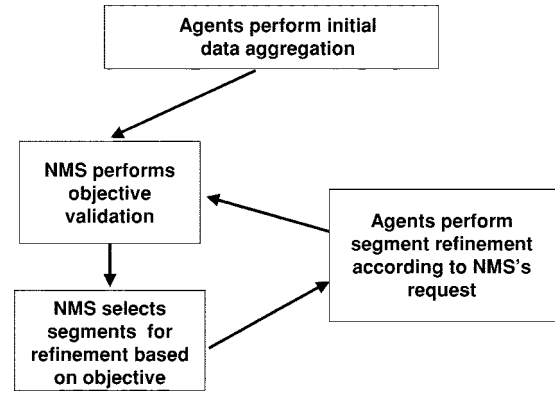 Agents perform initial
data aggregation
NMS performs
objective
validation
Agents perform
segment refinement
according to NMS's
request
NMS selects
segments for
refinement based
on objective